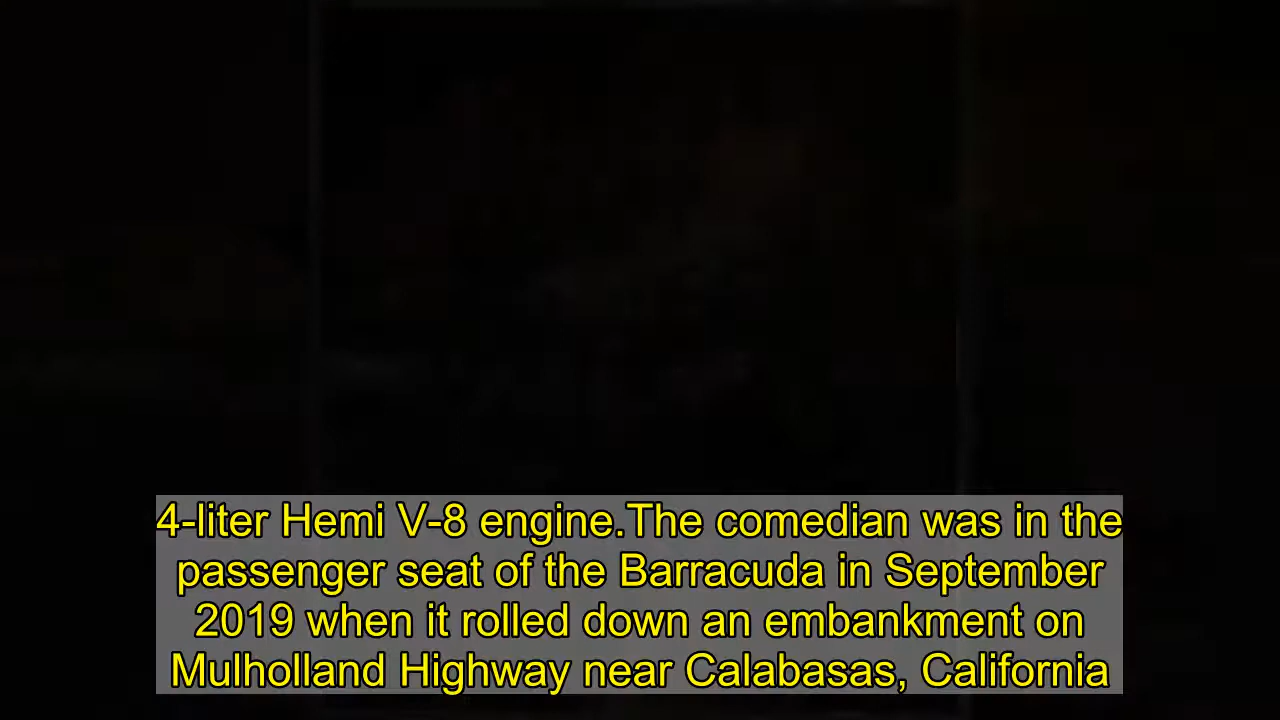 4-liter Hemi V-8 engine.The comedian was in the
passenger seat of the Barracuda in September
2019 when it rolled down an embankment on
Mulholland Highway near Calabasas, California